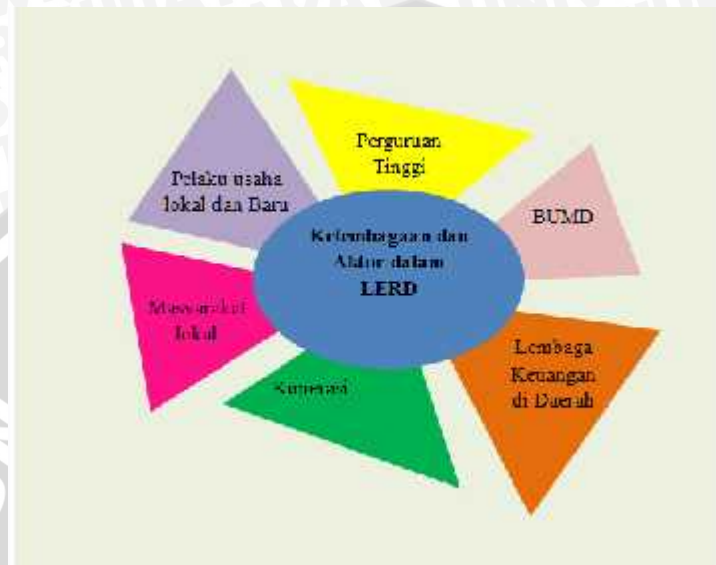 Perguruan
Tinggi
Pelaku usaha
lokal dan Baru
BUMD
Kelembagaan dan
Aktor dalam
LERD
Masyarakat
lokal
Koperasi
Lembaga
Keuangan
di Daerah